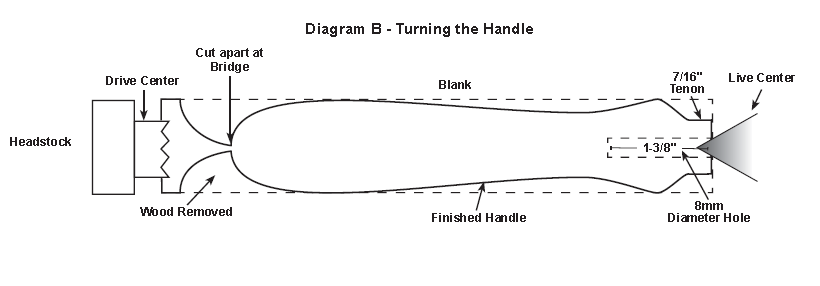 Diagram B - Turning the Handle
Cut apart at
Bridge
Drive Center
Blank
7/16"
Tenon
Live Center
Headstock
1-3/8"
Wood Removed
Finished Handle
8mm
Diameter Hole